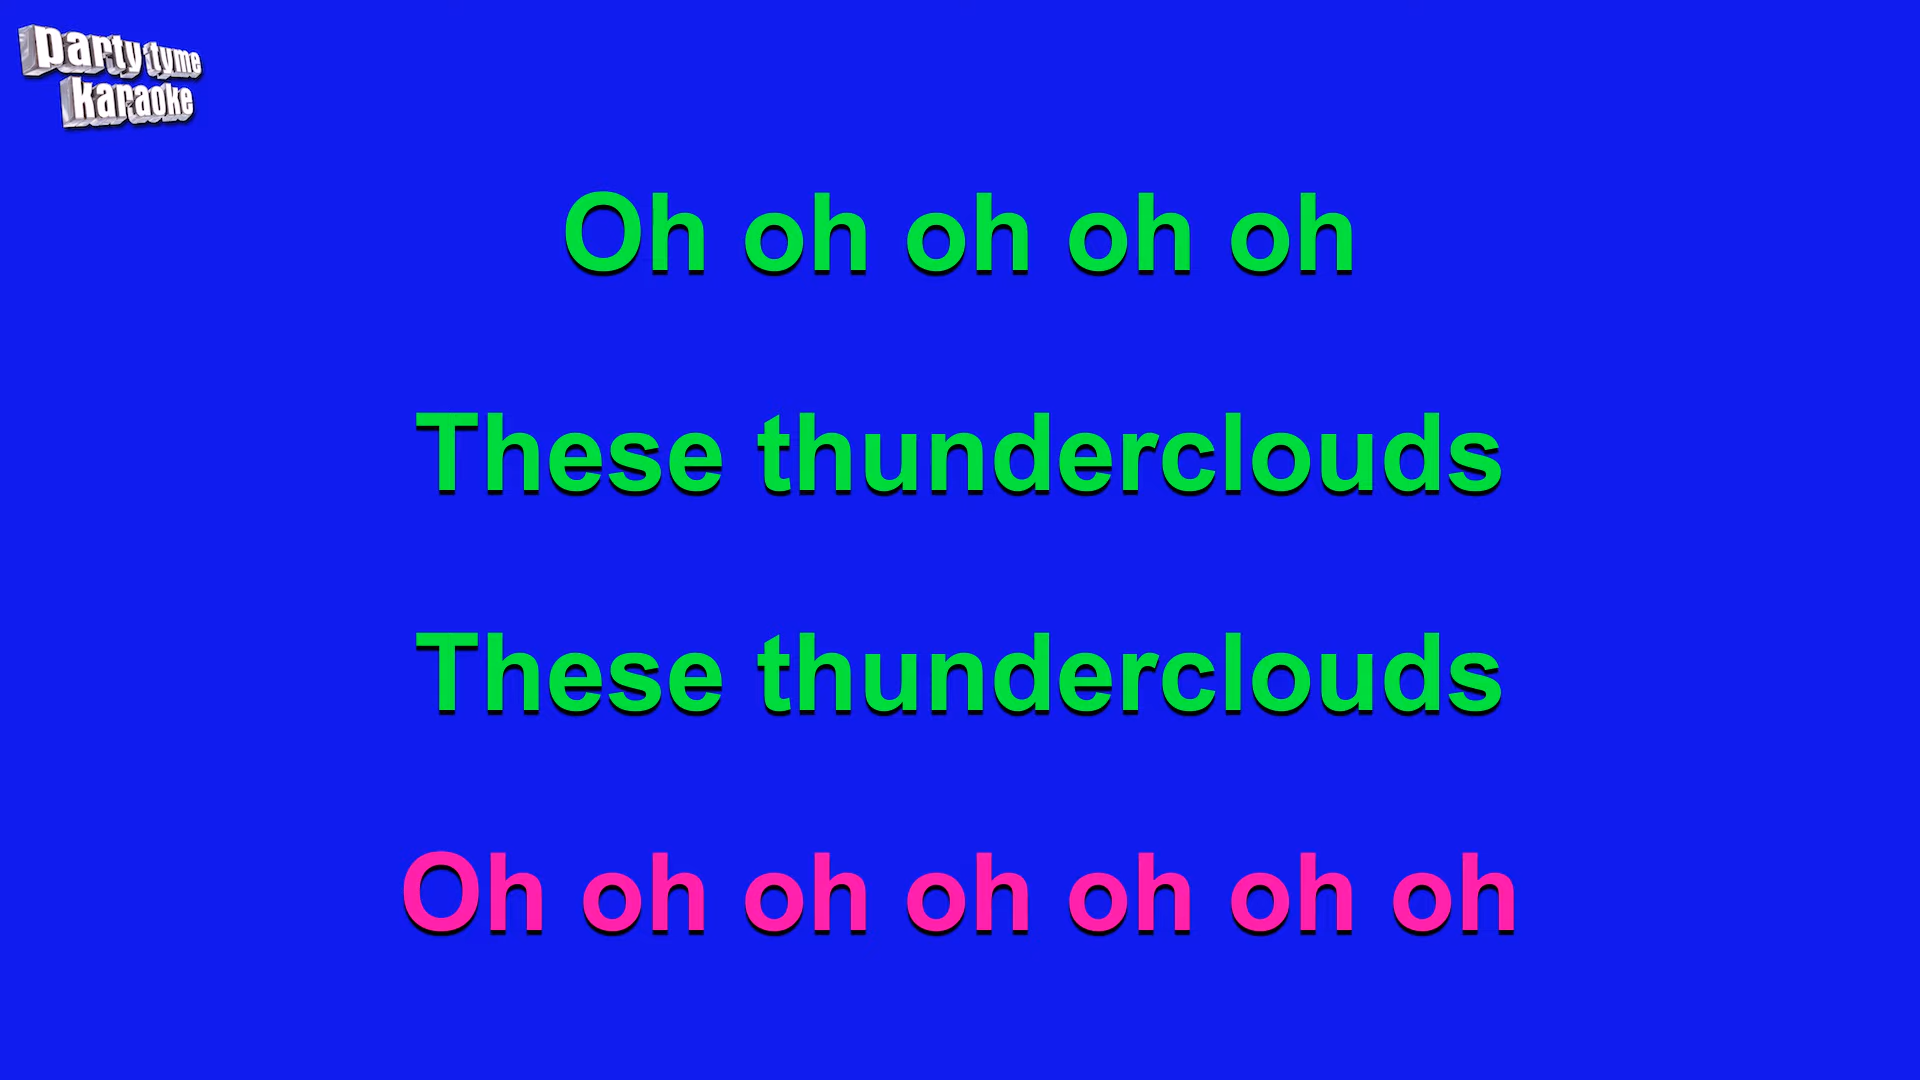 party tyme
karaoke
Oh oh oh oh oh
These thunderclouds
These thunderclouds
Oh oh oh oh oh oh oh